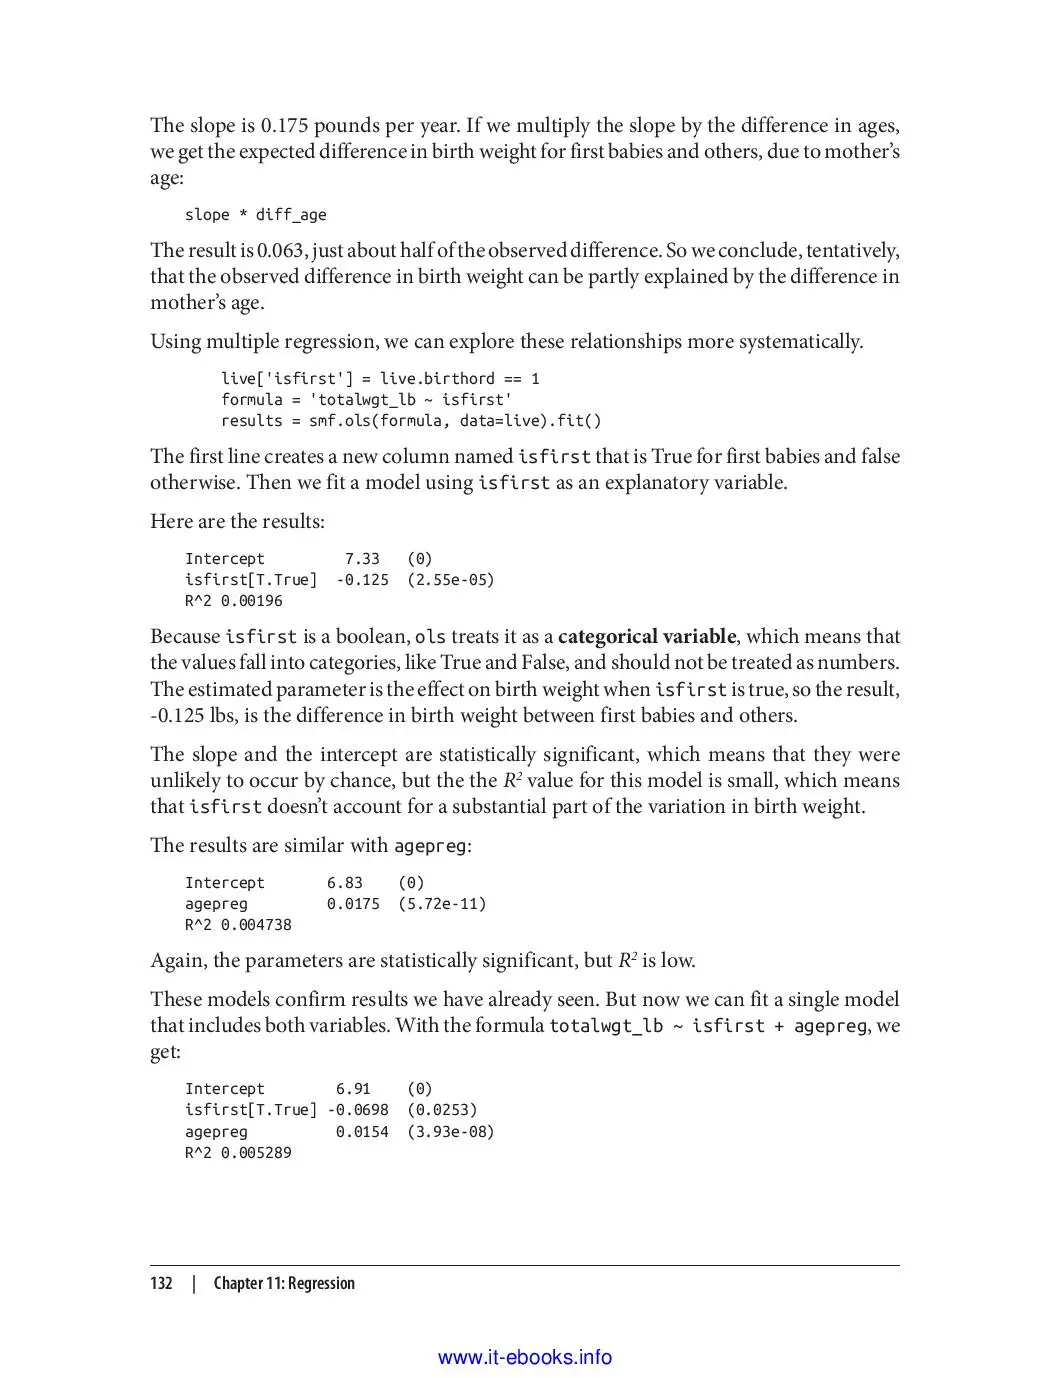 The slope is 0.175 pounds per year. If we multiply the slope by the difference in ages,
we get the expected difference in birth weight for first babies and others, due to mother’s
age:
slope * diff_age
The result is 0.063, just about half of the observed difference. So we conclude, tentatively,
that the observed difference in birth weight can be partly explained by the difference in
mother’s age.
Using multiple regression, we can explore these relationships more systematically.
live['isfirst'] = live.birthord == 1
formula = 'totalwgt_lb ~ isfirst'
results = smf.ols(formula, data=live).fit()
The first line creates a new column named isfirst that is True for first babies and false
otherwise. Then we fit a model using isfirst as an explanatory variable.
Here are the results:
Intercept 7.33 (0)
isfirst[T.True] -0.125 (2.55e-05)
R^2 0.00196
Because isfirst is a boolean, ols treats it as a categorical variable, which means that
the values fall into categories, like True and False, and should not be treated as numbers.
The estimated parameter is the effect on birth weight when isfirst is true, so the result,
-0.125 lbs, is the difference in birth weight between first babies and others.
The slope and the intercept are statistically significant, which means that they were
unlikely to occur by chance, but the the R² value for this model is small, which means
that isfirst doesn’t account for a substantial part of the variation in birth weight.
The results are similar with agepreg:
Intercept 6.83 (0)
agepreg 0.0175 (5.72e-11)
R^2 0.004738
Again, the parameters are statistically significant, but R² is low.
These models confirm results we have already seen. But now we can fit a single model
that includes both variables. With the formula totalwgt_lb ~ isfirst + agepreg, we
get:
Intercept 6.91 (0)
isfirst[T.True] -0.0698 (0.0253)
agepreg 0.0154 (3.93e-08)
R^2 0.005289
132 | Chapter 11: Regression
www.it-ebooks.info